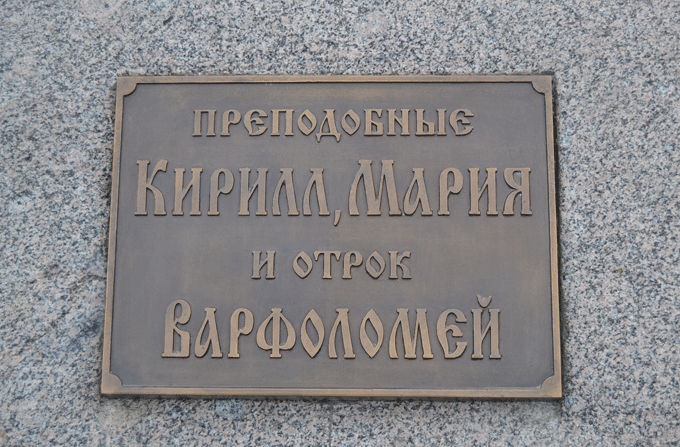 ПРЕПОДОБНЫЕ
КИРИЛЛ, МАРИЯ
И ОТРОК
ВАРФОЛОМЕЙ